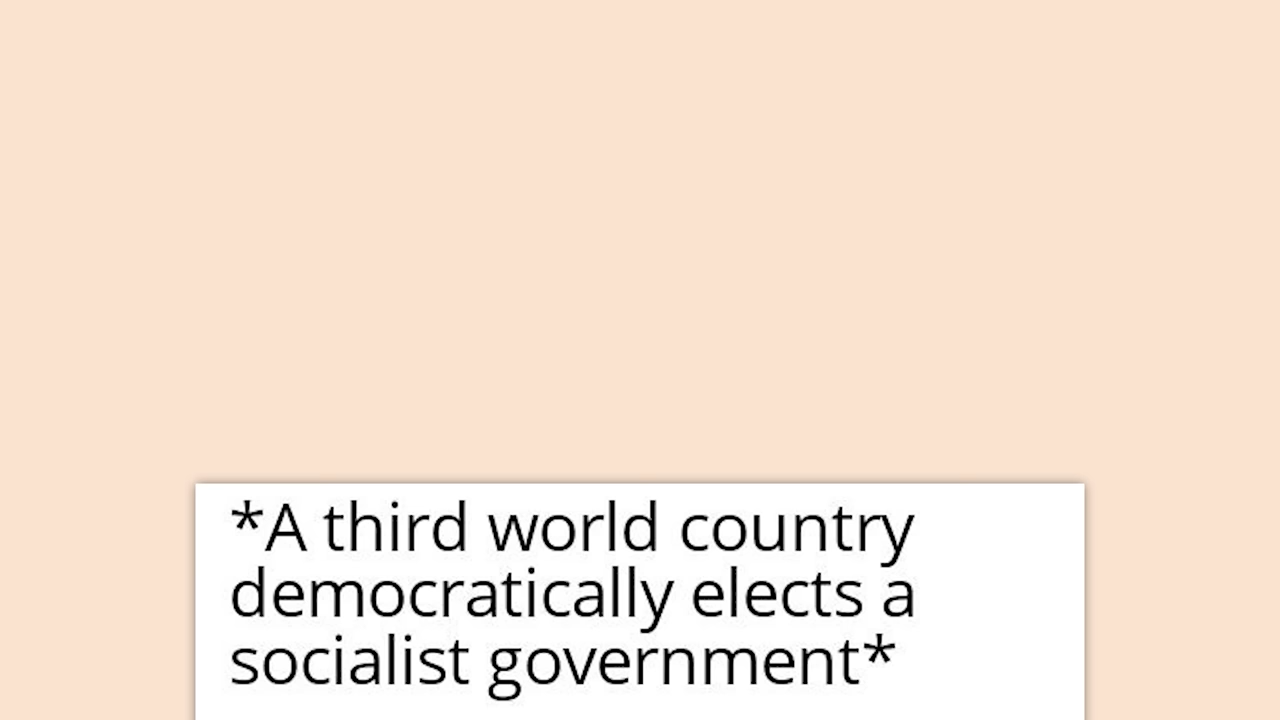 *A third world country
democratically elects a
socialist government*